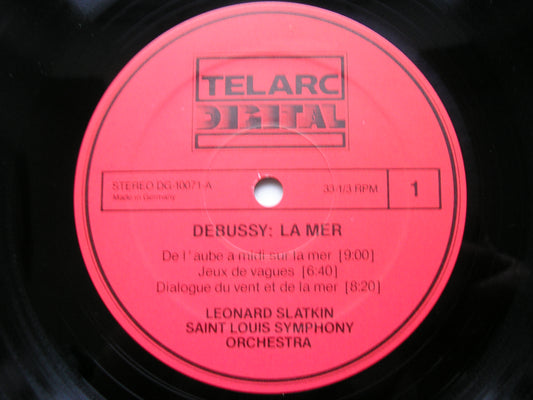 TELARC
DIGITAL
STEREO DG-10071-A
33-1/3 RPM
1
Made in Germany
DEBUSSY: LA MER
De l'aube a midi sur la mer [9:00]
Jeux de vagues [6:40]
Dialogue du vent et de la mer [8:20]
LEONARD SLATKIN
SAINT LOUIS SYMPHONY
ORCHESTRA